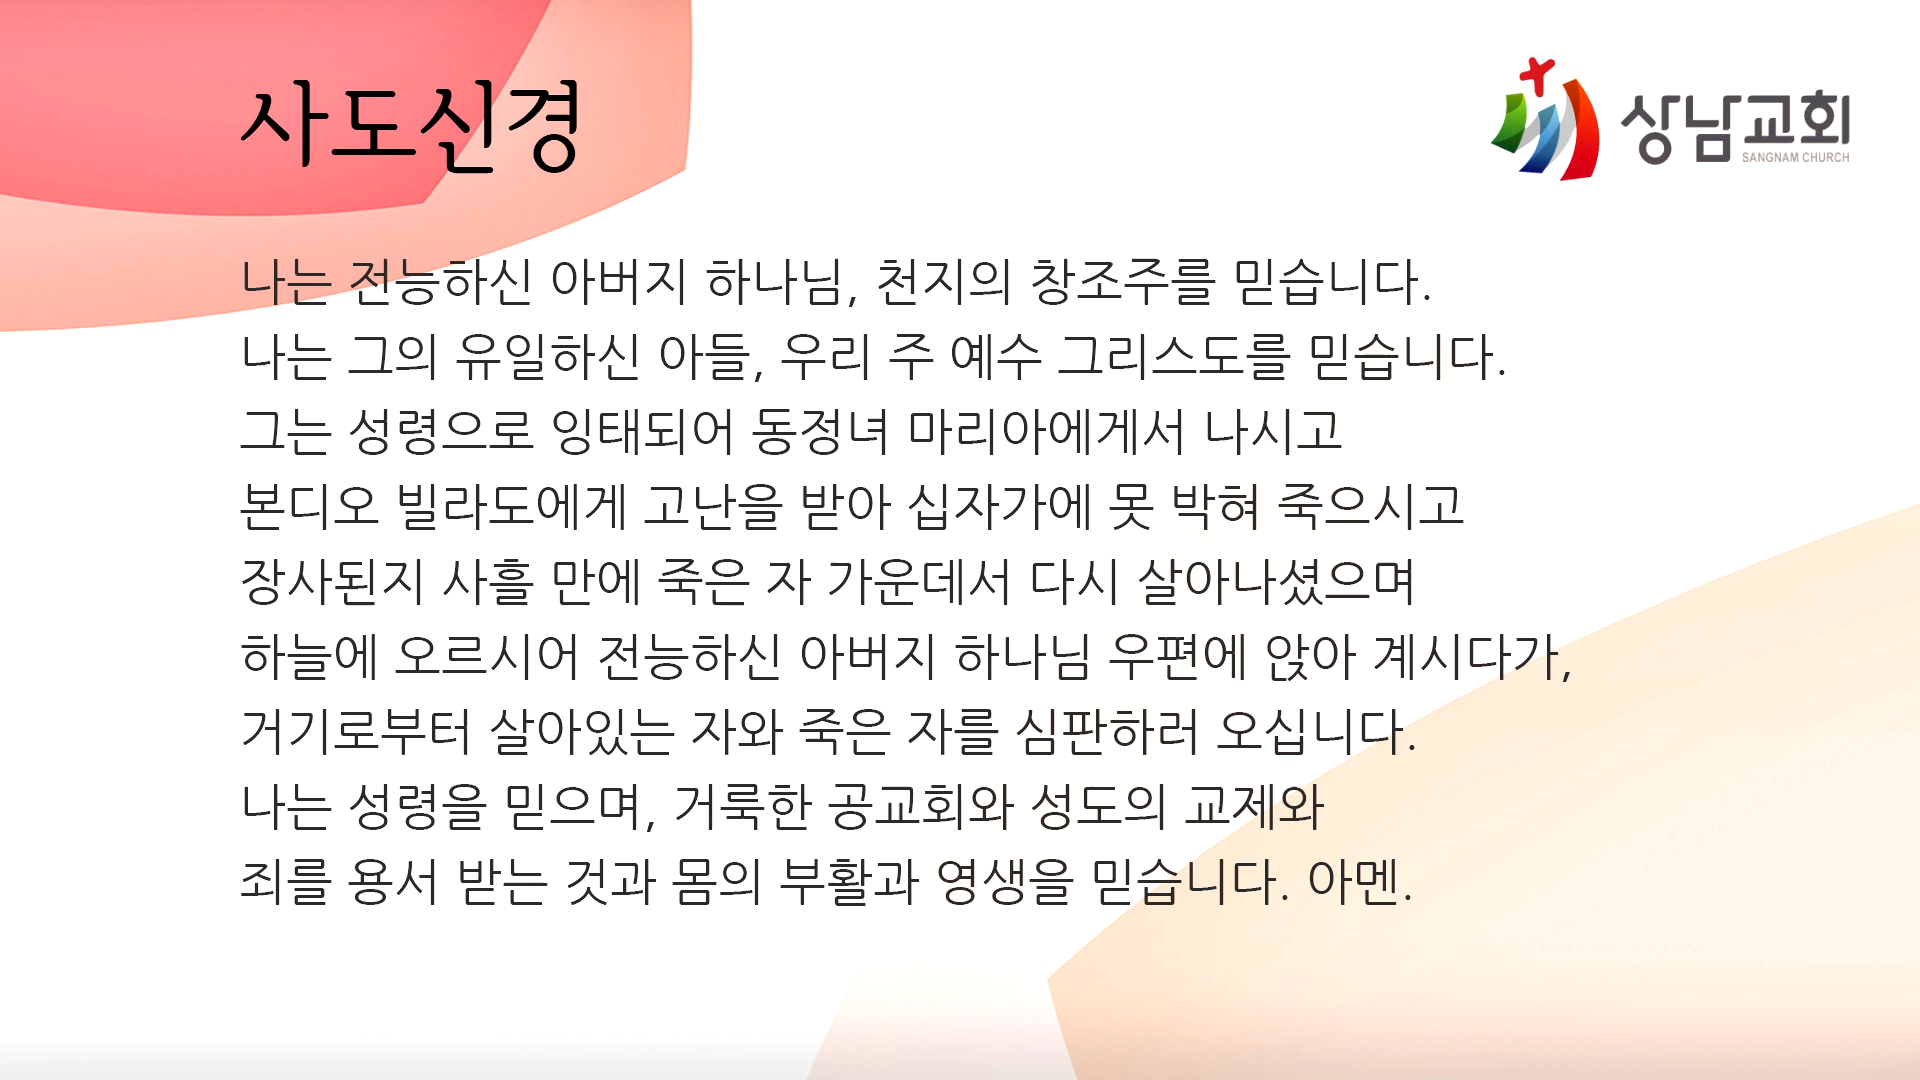 사도신경
상남교회
SANGNAM CHURCH
나는 전능하신 아버지 하나님, 천지의 창조주를 믿습니다.
나는 그의 유일하신 아들, 우리 주 예수 그리스도를 믿습니다.
그는 성령으로 잉태되어 동정녀 마리아에게서 나시고
본디오 빌라도에게 고난을 받아 십자가에 못 박혀 죽으시고
장사된지 사흘 만에 죽은 자 가운데서 다시 살아나셨으며
하늘에 오르시어 전능하신 아버지 하나님 우편에 앉아 계시다가,
거기로부터 살아있는 자와 죽은 자를 심판하러 오십니다.
나는 성령을 믿으며, 거룩한 공교회와 성도의 교제와
죄를 용서 받는 것과 몸의 부활과 영생을 믿습니다. 아멘.